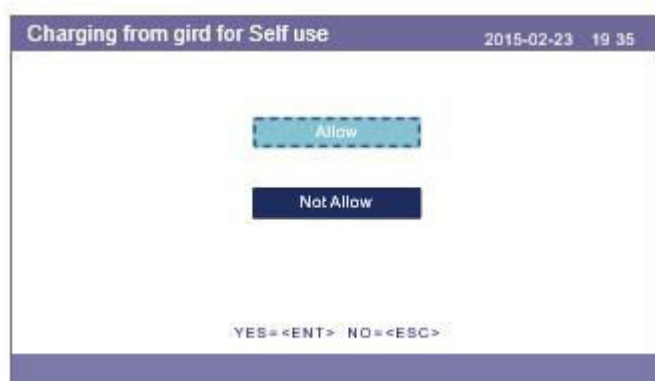 Charging from gird for Self use 2015-02-23 19 35
Allow
Not Allow
YES=<ENT> NO=<ESC>